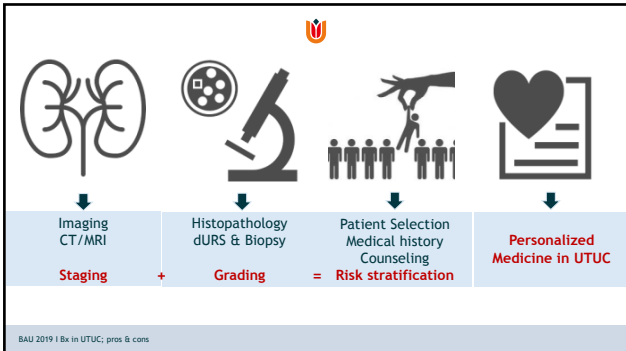 Imaging
CT/MRI
Staging
+
Histopathology
dURS & Biopsy
Grading
=
Patient Selection
Medical history
Counseling
Risk stratification
Personalized
Medicine in UTUC
BAU 2019 I Bx in UTUC; pros & cons